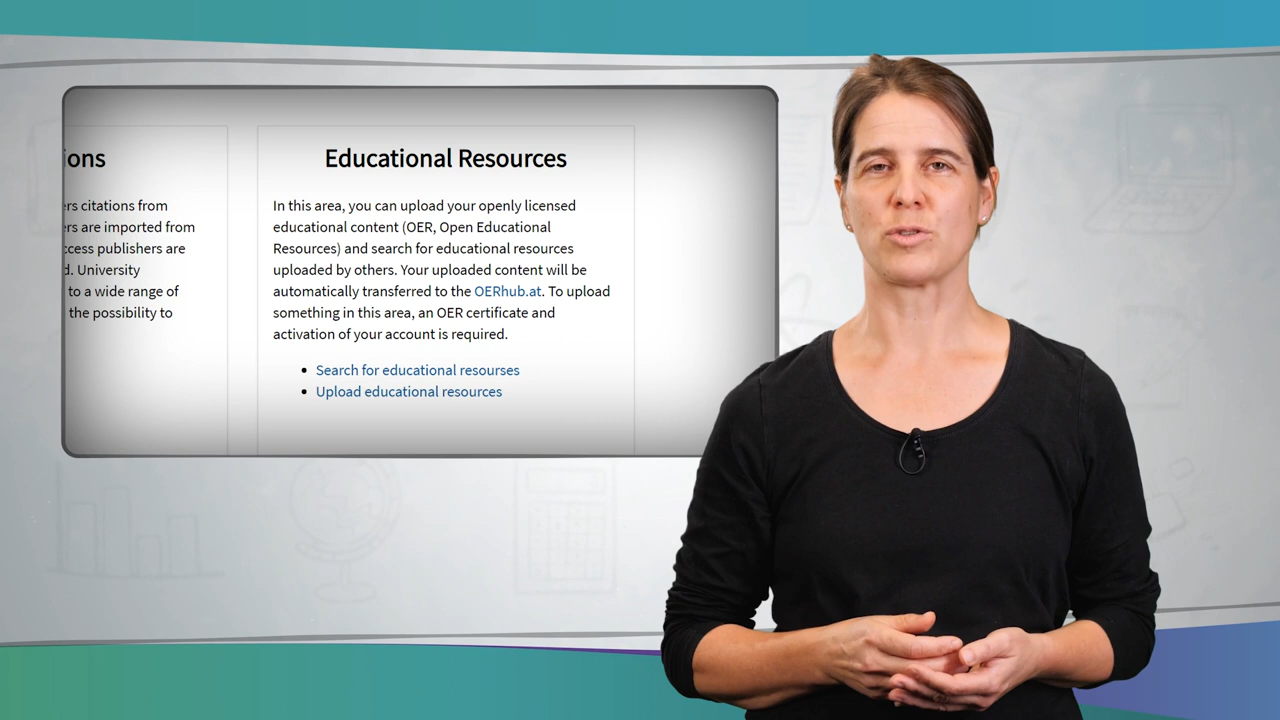 ions
ers citations from
ers are imported from
ccess publishers are
d. University
to a wide range of
the possibility to
Educational Resources
In this area, you can upload your openly licensed
educational content (OER, Open Educational
Resources) and search for educational resources
uploaded by others. Your uploaded content will be
automatically transferred to the OERhub.at. To upload
something in this area, an OER certificate and
activation of your account is required.
• Search for educational resourses
• Upload educational resources